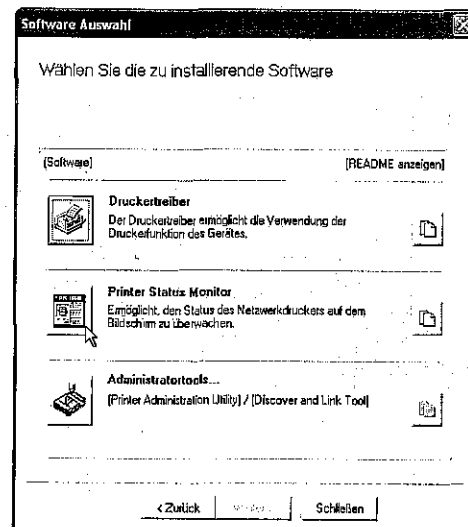 Software Auswahl
Wählen Sie die zu installierende Software
[Software] [README anzeigen]
Druckertreiber
Der Druckertreiber ermöglicht die Verwendung der
Druckerfunktion des Gerätes.
Printer Status Monitor
Ermöglicht, den Status des Netzwerkdruckers auf dem
Bildschirm zu überwachen.
Administratortools...
[Printer Administration Utility] / [Discover and Link Tool]
< Zurück Schließen